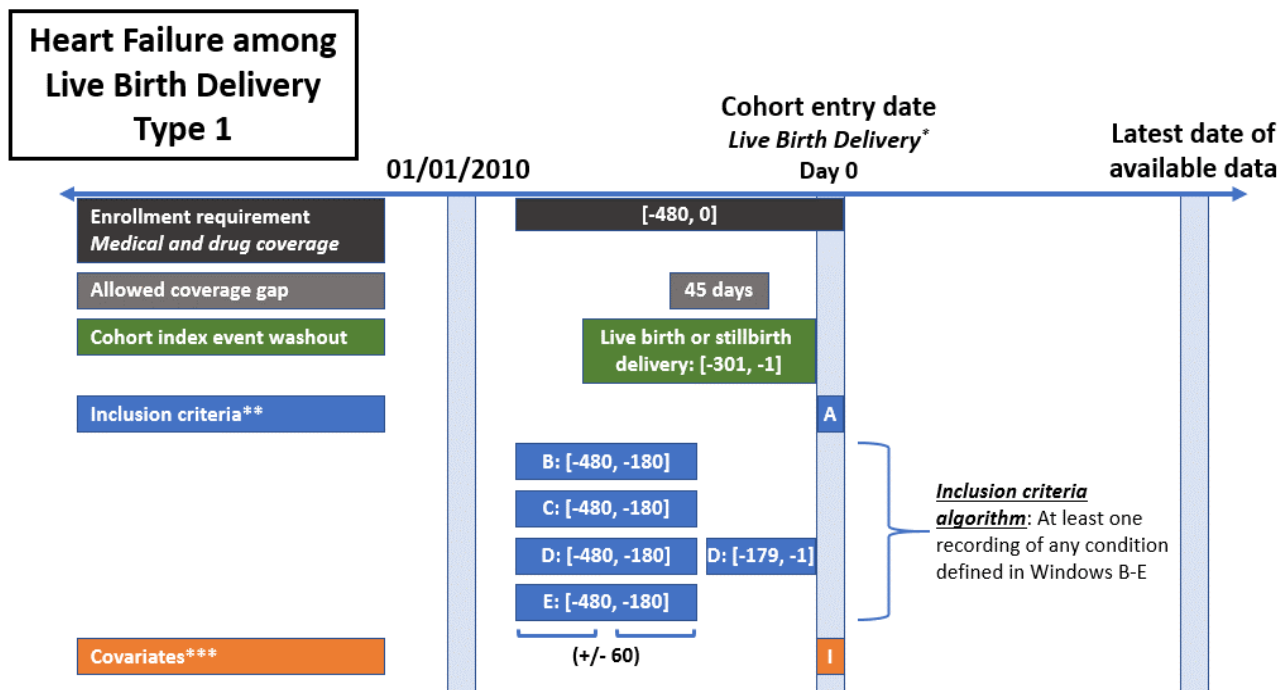 Heart Failure among
Live Birth Delivery
Type 1
Cohort entry date
Live Birth Delivery*
Day 0
01/01/2010
Latest date of
available data
Enrollment requirement
Medical and drug coverage
[-480, 0]
Allowed coverage gap
45 days
Cohort index event washout
Live birth or stillbirth
delivery: [-301, -1]
Inclusion criteria**
A
B: [-480, -180]
C: [-480, -180]
D: [-480, -180]
D: [-179, -1]
E: [-480, -180]
Inclusion criteria
algorithm: At least one
recording of any condition
defined in Windows B-E
(+/- 60)
Covariates***
I